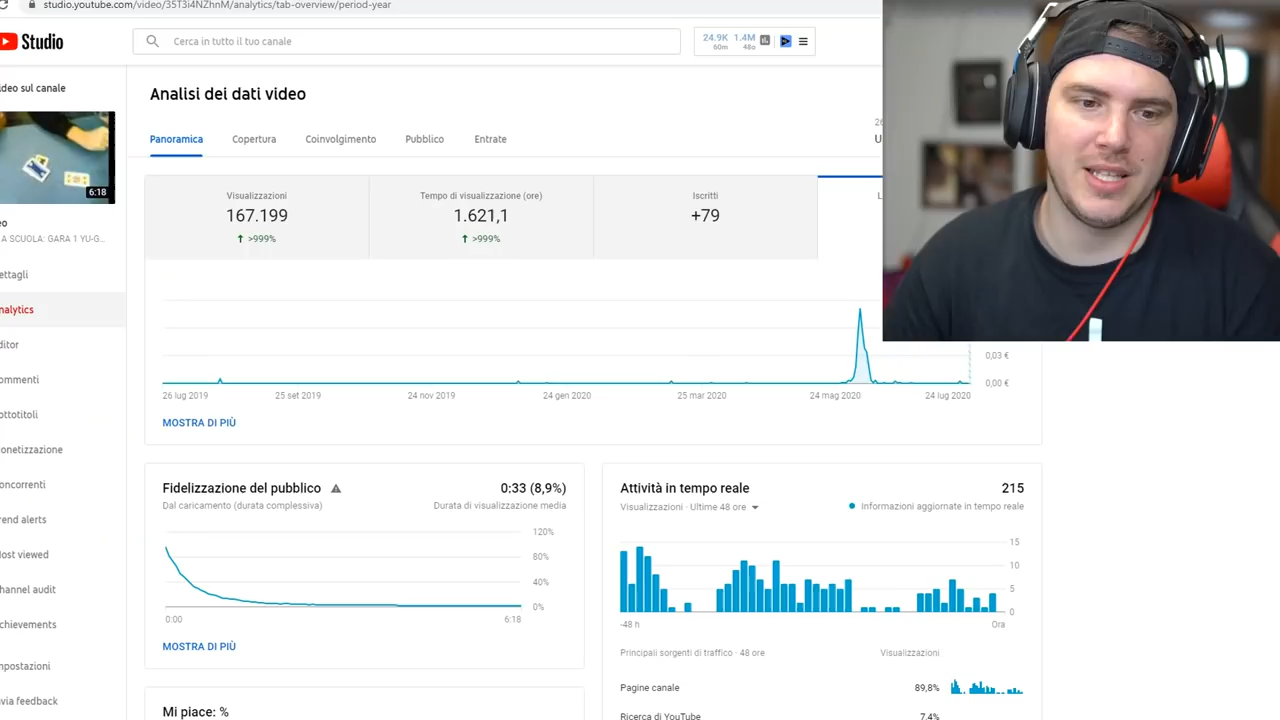 studio.youtube.com/video/35T3i4NZhnM/analytics/tab-overview/period-year
Studio
Cerca in tutto il tuo canale
24.9K 1.4M
60m 48o
ideo sul canale
Analisi dei dati video
Panoramica
Copertura
Coinvolgimento
Pubblico
Entrate
6:18
eo
A SCUOLA: GARA 1 YU-G...
ettagli
nalytics
ditor
ommenti
ottotitoli
onetizzazione
oncorrenti
rend alerts
lost viewed
hannel audit
chievements
npostazioni
via feedback
Visualizzazioni
167.199
>999%
Tempo di visualizzazione (ore)
1.621,1
>999%
Iscritti
+79
0,03 €
0,00 €
26 lug 2019
25 set 2019
24 nov 2019
24 gen 2020
25 mar 2020
24 mag 2020
24 lug 2020
MOSTRA DI PIÙ
Fidelizzazione del pubblico
0:33 (8,9%)
Dal caricamento (durata complessiva)
Durata di visualizzazione media
120%
80%
40%
0%
0:00
6:18
MOSTRA DI PIÙ
Mi piace: %
Attività in tempo reale
215
Visualizzazioni · Ultime 48 ore
Informazioni aggiornate in tempo reale
15
10
5
0
-48 h
Ora
Principali sorgenti di traffico · 48 ore
Visualizzazioni
Pagine canale
89,8%
Ricerca di YouTube
7,4%